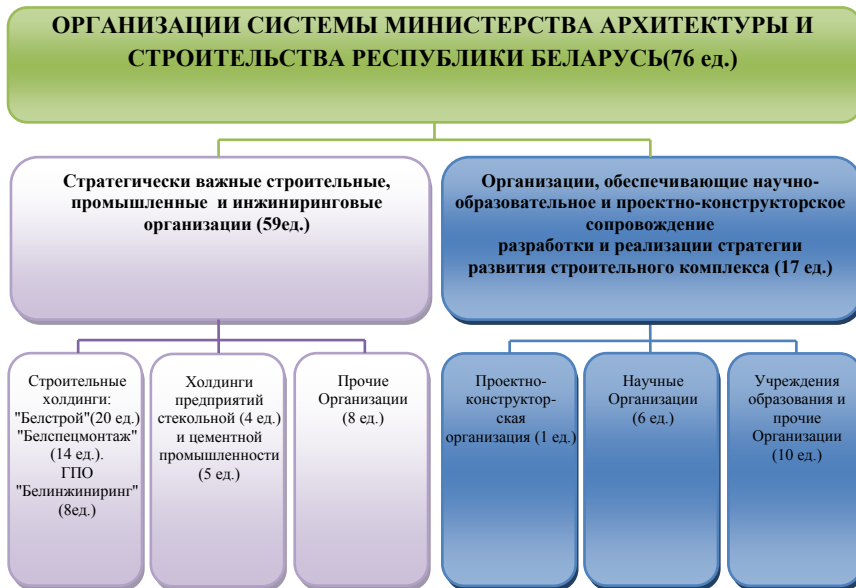 ОРГАНИЗАЦИИ СИСТЕМЫ МИНИСТЕРСТВА АРХИТЕКТУРЫ И
СТРОИТЕЛЬСТВА РЕСПУБЛИКИ БЕЛАРУСЬ(76 ед.)
Стратегически важные строительные,
промышленные и инжиниринговые
организации (59ед.)
Организации, обеспечивающие научно-
образовательное и проектно-конструкторское
сопровождение
разработки и реализации стратегии
развития строительного комплекса (17 ед.)
Строительные
холдинги:
"Белстрой"(20 ед.)
"Белспецмонтаж"
(14 ед.).
ГПО
"Белинжиниринг"
(8ед.)
Холдинги
предприятий
стекольной (4 ед.)
и цементной
промышленности
(5 ед.)
Прочие
Организации
(8 ед.)
Проектно-
конструктор-
ская
организация (1 ед.)
Научные
Организации
(6 ед.)
Учреждения
образования и
прочие
Организации
(10 ед.)